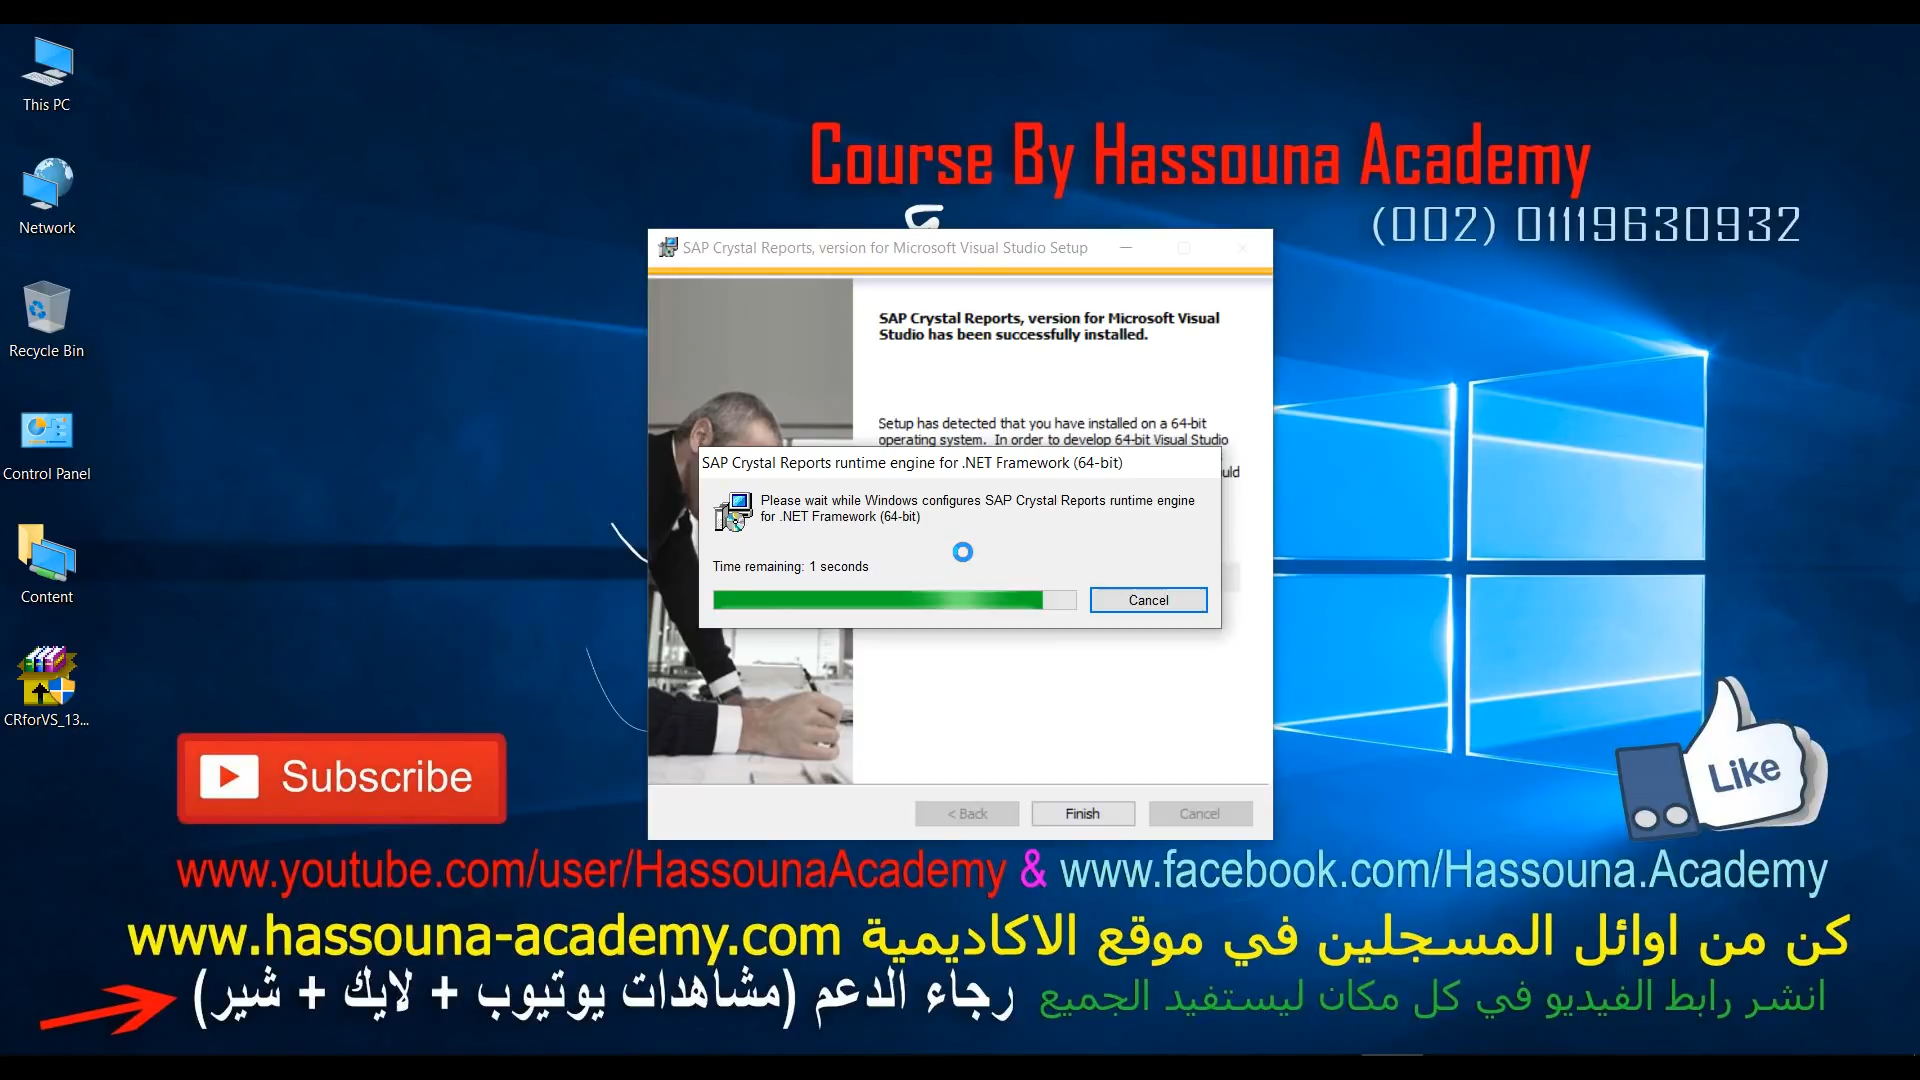 This PC
Network
Recycle Bin
Control Panel
Content
CRforVS_13...
Course By Hassouna Academy
(002) 01119630932
SAP Crystal Reports, version for Microsoft Visual Studio Setup
SAP Crystal Reports, version for Microsoft Visual
Studio has been successfully installed.
Setup has detected that you have installed on a 64-bit
operating system. In order to develop 64-bit Visual Studio
SAP Crystal Reports runtime engine for .NET Framework (64-bit)
Please wait while Windows configures SAP Crystal Reports runtime engine
for .NET Framework (64-bit)
Time remaining: 1 seconds
Cancel
< Back
Finish
Cancel
Subscribe
Like
www.youtube.com/user/HassounaAcademy & www.facebook.com/Hassouna.Academy
كن من اوائل المسجلين في موقع الاكاديمية www.hassouna-academy.com
انشر رابط الفيديو في كل مكان ليستفيد الجميع
رجاء الدعم (مشاهدات يوتيوب + لايك + شير)